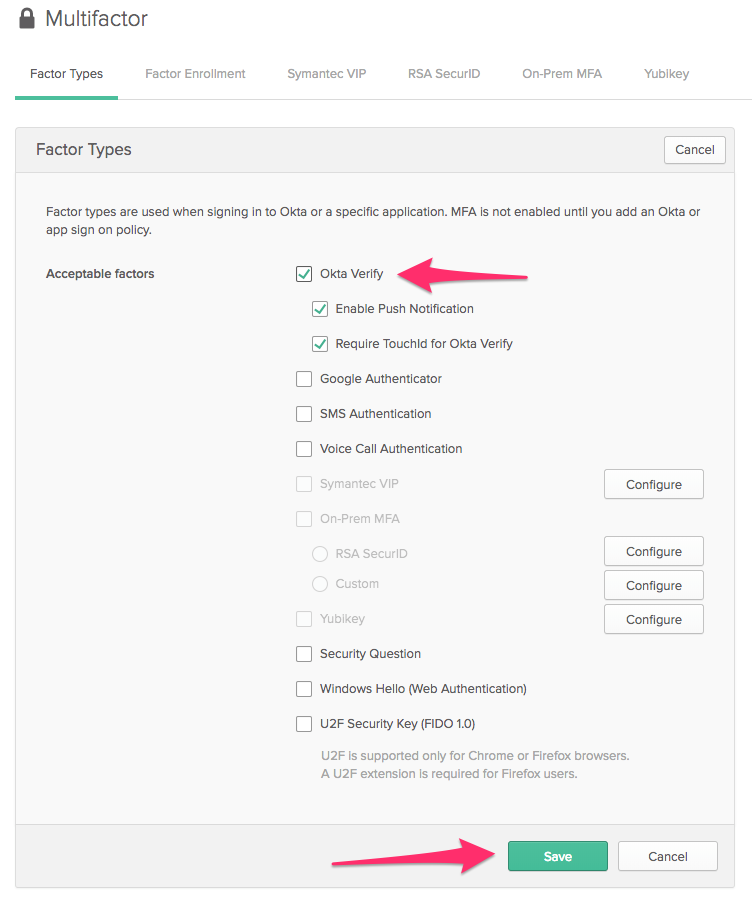 Multifactor
Factor Types Factor Enrollment Symantec VIP RSA SecurID On-Prem MFA Yubikey
Factor Types Cancel
Factor types are used when signing in to Okta or a specific application. MFA is not enabled until you add an Okta or
app sign on policy.
Acceptable factors Okta Verify
Enable Push Notification
Require TouchId for Okta Verify
Google Authenticator
SMS Authentication
Voice Call Authentication
Symantec VIP Configure
On-Prem MFA
RSA SecurID Configure
Custom Configure
Yubikey Configure
Security Question
Windows Hello (Web Authentication)
U2F Security Key (FIDO 1.0)
U2F is supported only for Chrome or Firefox browsers.
A U2F extension is required for Firefox users.
Save Cancel